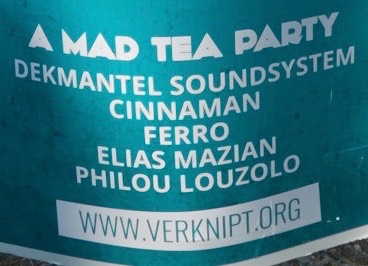 A MAD TEA PARTY
DEKMANTEL SOUNDSYSTEM
CINNAMAN
FERRO
ELIAS MAZIAN
PHILOU LOUZOLO
WWW.VERKNIPT.ORG